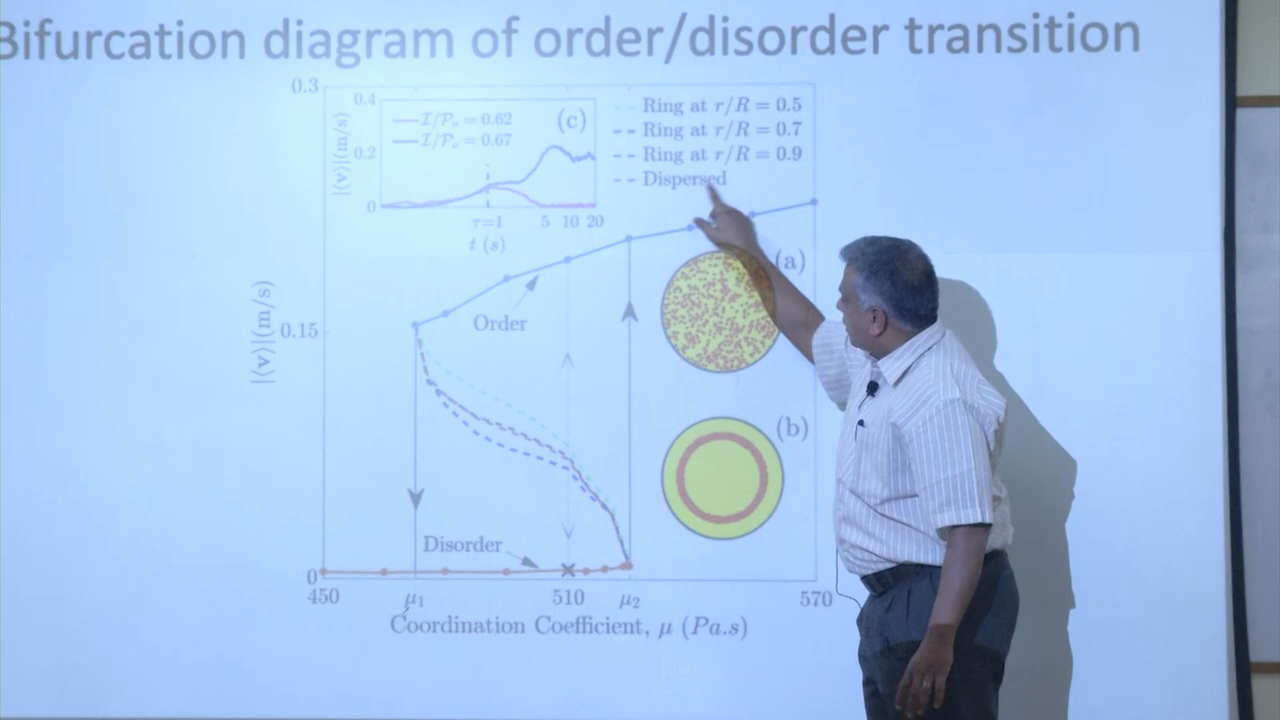 Bifurcation diagram of order/disorder transition
0.3
0.4
0.2
0
|⟨v⟩|(m/s)
I/Pₒ = 0.62
I/Pₒ = 0.67
(c)
τ=1
5
10
20
t (s)
Ring at r/R = 0.5
Ring at r/R = 0.7
Ring at r/R = 0.9
Dispersed
(a)
|⟨v⟩|(m/s)
0.15
Order
(b)
Disorder
0
450
μ₁
510
μ₂
570
Coordination Coefficient, μ (Pa.s)